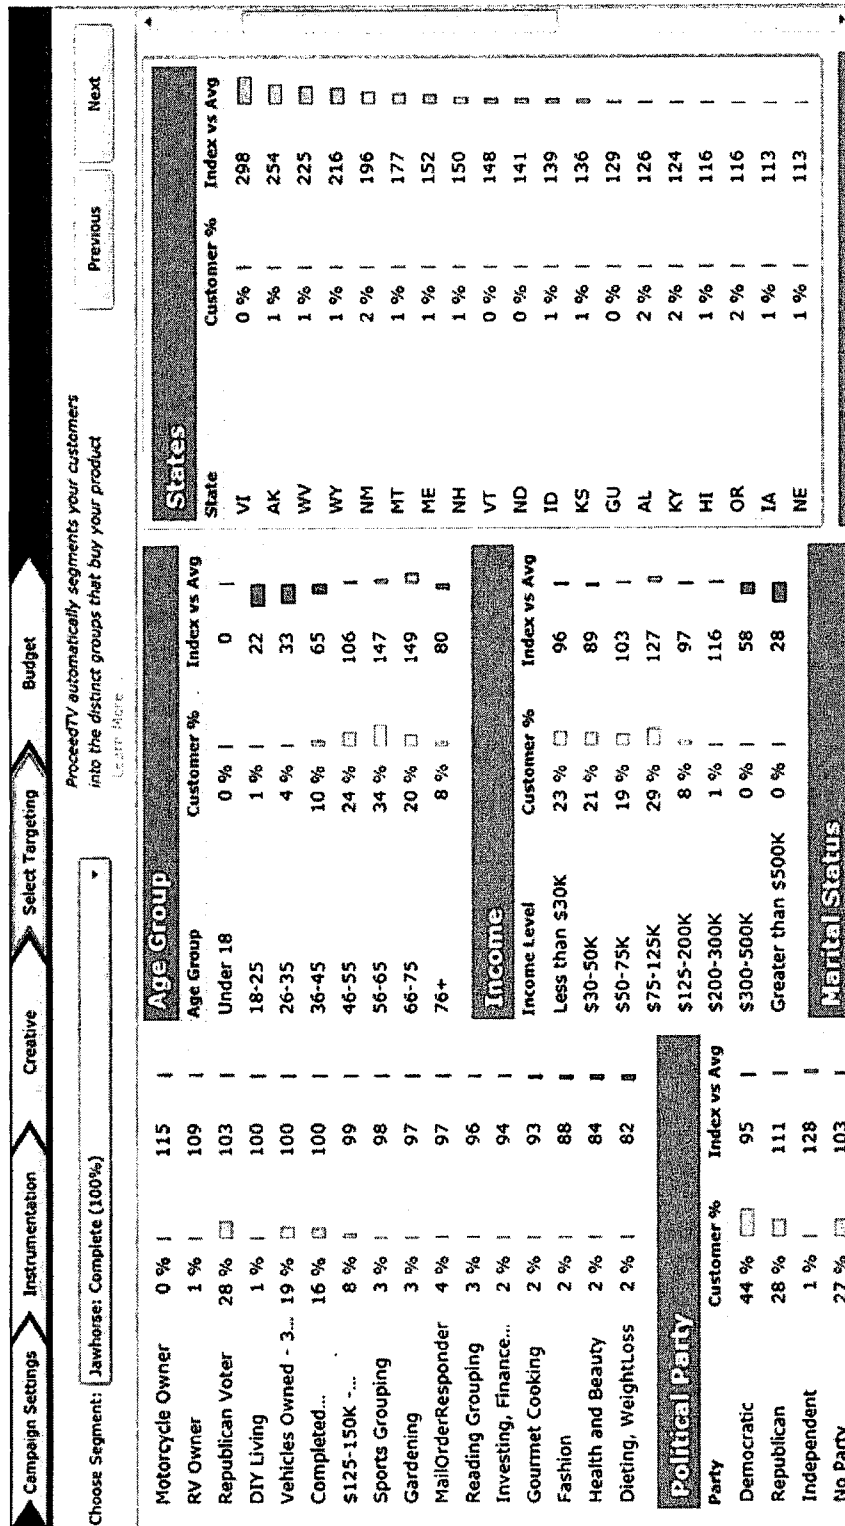 Campaign Settings
Instrumentation
Creative
Select Targeting
Budget
Choose Segment: Jawhorse: Complete (100%)
ProceedTV automatically segments your customers
into the distinct groups that buy your product
Learn More
Previous
Next
Motorcycle Owner 0 % 115
RV Owner 1 % 109
Republican Voter 28 % 103
DIY Living 1 % 100
Vehicles Owned - 3... 19 % 100
Completed... 16 % 100
$125-150K -... 8 % 99
Sports Grouping 3 % 98
Gardening 3 % 97
MailOrderResponder 4 % 97
Reading Grouping 3 % 96
Investing, Finance... 2 % 94
Gourmet Cooking 2 % 93
Fashion 2 % 88
Health and Beauty 2 % 84
Dieting, WeightLoss 2 % 82
Political Party
Party Customer % Index vs Avg
Democratic 44 % 95
Republican 28 % 111
Independent 1 % 128
No Party 27 % 103
Age Group
Age Group Customer % Index vs Avg
Under 18 0 % 0
18-25 1 % 22
26-35 4 % 33
36-45 10 % 65
46-55 24 % 106
56-65 34 % 147
66-75 20 % 149
76+ 8 % 80
Income
Income Level Customer % Index vs Avg
Less than $30K 23 % 96
$30-50K 21 % 89
$50-75K 19 % 103
$75-125K 29 % 127
$125-200K 8 % 97
$200-300K 1 % 116
$300-500K 0 % 58
Greater than $500K 0 % 28
Marital Status
States
State Customer % Index vs Avg
VI 0 % 298
AK 1 % 254
WV 1 % 225
WY 1 % 216
NM 2 % 196
MT 1 % 177
ME 1 % 152
NH 1 % 150
VT 0 % 148
ND 0 % 141
ID 1 % 139
KS 1 % 136
GU 0 % 129
AL 2 % 126
KY 2 % 124
HI 1 % 116
OR 2 % 116
IA 1 % 113
NE 1 % 113